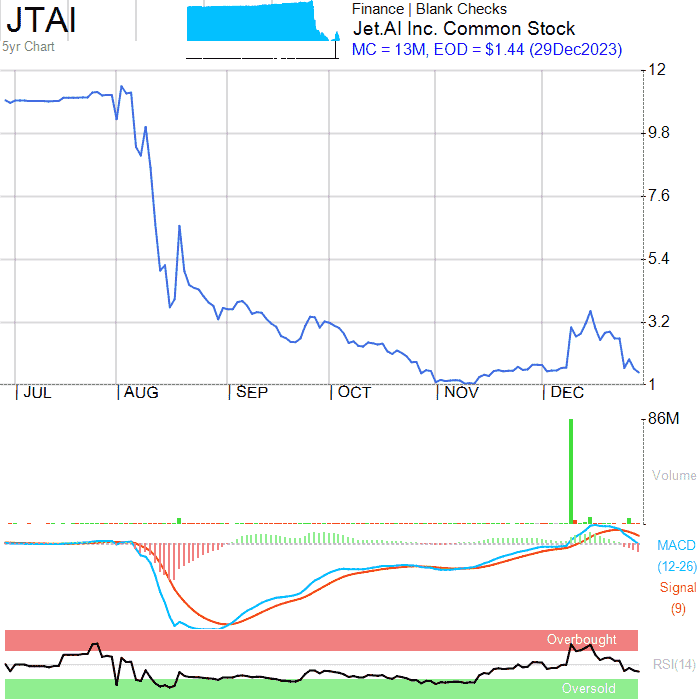 JTAI
5yr Chart
Finance | Blank Checks
Jet.AI Inc. Common Stock
MC = 13M, EOD = $1.44 (29Dec2023)
12
9.8
7.6
5.4
3.2
1
JUL AUG SEP OCT NOV DEC
86M
Volume
MACD
(12-26)
Signal
(9)
Overbought
RSI(14)
Oversold